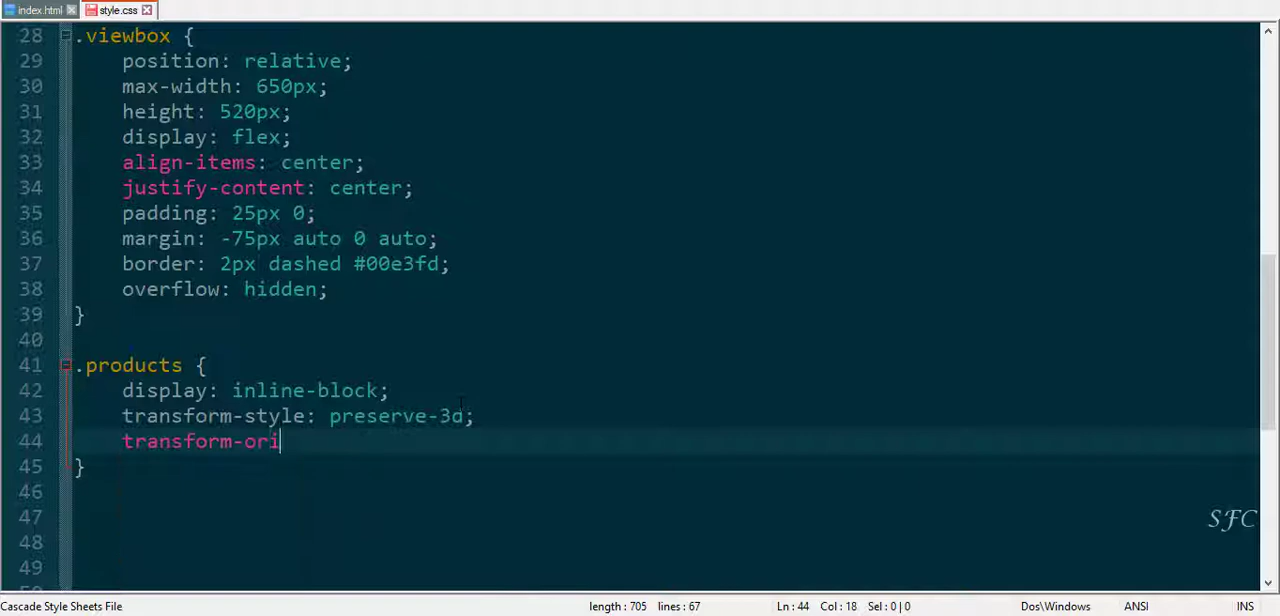 index.html style.css
28 .viewbox {
29 position: relative;
30 max-width: 650px;
31 height: 520px;
32 display: flex;
33 align-items: center;
34 justify-content: center;
35 padding: 25px 0;
36 margin: -75px auto 0 auto;
37 border: 2px dashed #00e3fd;
38 overflow: hidden;
39 }
40
41 .products {
42 display: inline-block;
43 transform-style: preserve-3d;
44 transform-ori
45 }
46
47
SFC
48
49
Cascade Style Sheets File length : 705 lines : 67 Ln : 44 Col : 18 Sel : 0 | 0 Dos\Windows ANSI INS